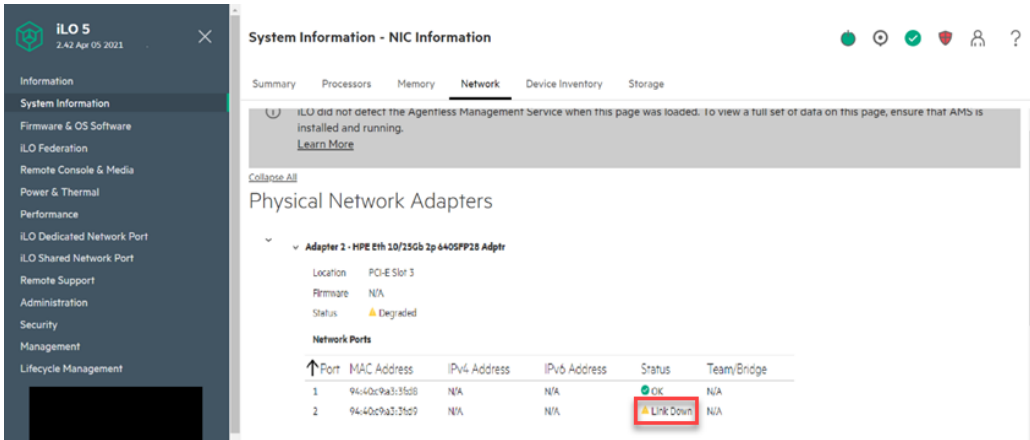 iLO 5
2.42 Apr 05 2021
System Information - NIC Information
?
Information
System Information
Firmware & OS Software
iLO Federation
Remote Console & Media
Power & Thermal
Performance
iLO Dedicated Network Port
iLO Shared Network Port
Remote Support
Administration
Security
Management
Lifecycle Management
Summary Processors Memory Network Device Inventory Storage
iLO did not detect the Agentless Management Service when this page was loaded. To view a full set of data on this page, ensure that AMS is
installed and running.
Learn More
Collapse All
Physical Network Adapters
Adapter 2 - HPE Eth 10/25Gb 2p 640SFP28 Adptr
Location PCI-E Slot 3
Firmware N/A
Status Degraded
Network Ports
Port MAC Address IPv4 Address IPv6 Address Status Team/Bridge
1 94:40:c9:a3:3f:d8 N/A N/A OK N/A
2 94:40:c9:a3:3f:d9 N/A N/A Link Down N/A